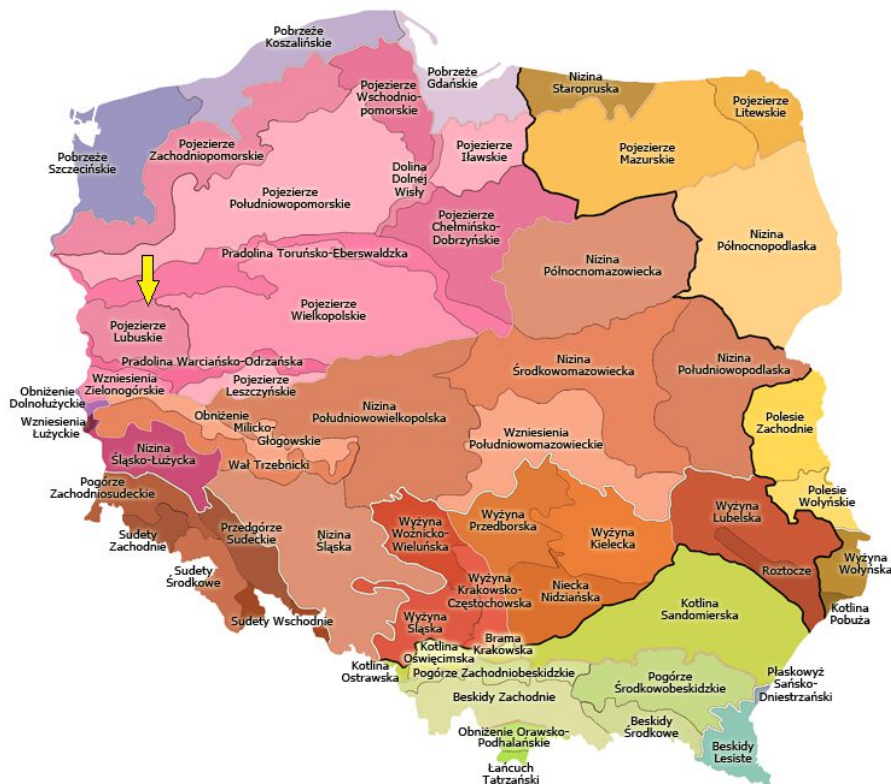 Pobrzeże
Koszalińskie
Pobrzeże
Gdańskie
Nizina
Staropruska
Pojezierze
Wschodnio-
pomorskie
Pojezierze
Litewskie
Pobrzeże
Szczecińskie
Pojezierze
Zachodniopomorskie
Pojezierze
Iławskie
Pojezierze
Mazurskie
Dolina
Dolnej
Wisły
Pojezierze
Południowopomorskie
Pojezierze
Chełmińsko-
Dobrzyńskie
Nizina
Północnopodlaska
Pradolina Toruńsko-Eberswaldzka
Nizina
Północnomazowiecka
Pojezierze
Wielkopolskie
Pojezierze
Lubuskie
Pradolina Warciańsko-Odrzańska
Nizina
Środkowomazowiecka
Nizina
Południowopodlaska
Wzniesienia
Zielonogórskie
Pojezierze
Leszczyńskie
Obniżenie
Dolnołużyckie
Wzniesienia
Łużyckie
Obniżenie
Milicko-
Głogowskie
Nizina
Południowowielkopolska
Wzniesienia
Południowomazowieckie
Polesie
Zachodnie
Nizina
Śląsko-Łużycka
Wał Trzebnicki
Pogórze
Zachodniosudeckie
Polesie
Wołyńskie
Przedgórze
Sudeckie
Nizina
Śląska
Wyżyna
Woźnicko-
Wieluńska
Wyżyna
Przedborska
Wyżyna
Kielecka
Wyżyna
Lubelska
Sudety
Zachodnie
Sudety
Środkowe
Wyżyna
Krakowsko-
Częstochowska
Niecka
Nidziańska
Roztocze
Wyżyna
Wołyńska
Sudety Wschodnie
Wyżyna
Śląska
Kotlina
Sandomierska
Kotlina
Pobuża
Brama
Krakowska
Kotlina
Oświęcimska
Kotlina
Ostrawska
Pogórze Zachodniobeskidzkie
Pogórze
Środkowobeskidzkie
Płaskowyż
Sańsko-
Dniestrzański
Beskidy Zachodnie
Beskidy
Środkowe
Obniżenie Orawsko-
Podhalańskie
Beskidy
Lesiste
Łańcuch
Tatrzański